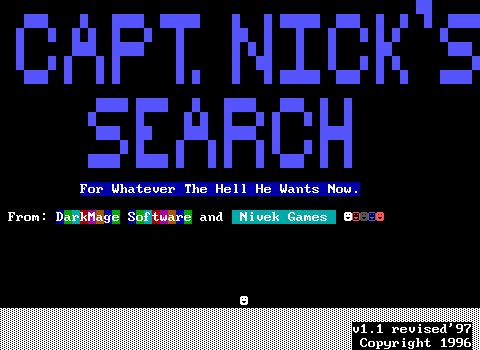 CAPT. NICK'S
SEARCH
For Whatever The Hell He Wants Now.
From: DarkMage Software and Nivek Games
v1.1 revised'97
Copyright 1996